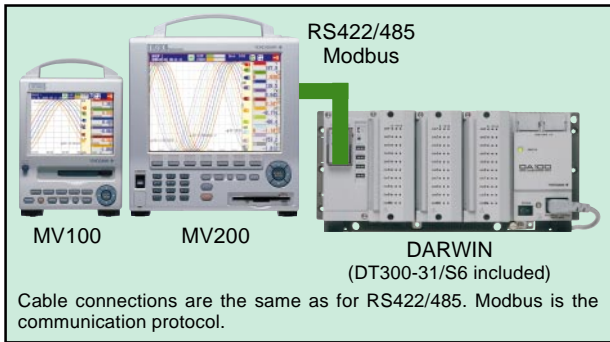 RS422/485
Modbus
MV100
MV200
DA100
DARWIN
(DT300-31/S6 included)
Cable connections are the same as for RS422/485. Modbus is the
communication protocol.